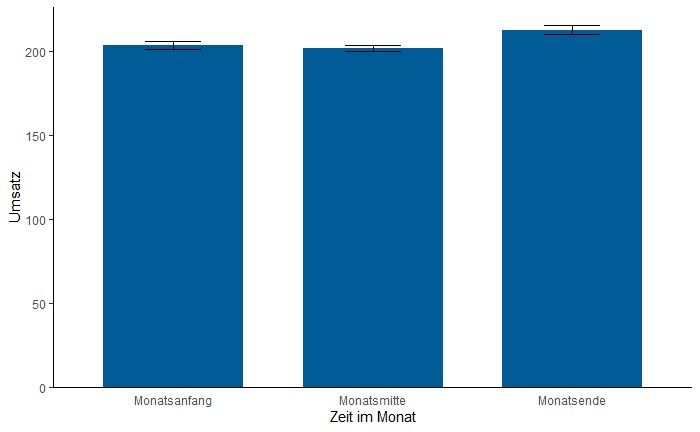 Umsatz
200
150
100
50
0
Monatsanfang
Monatsmitte
Monatsende
Zeit im Monat